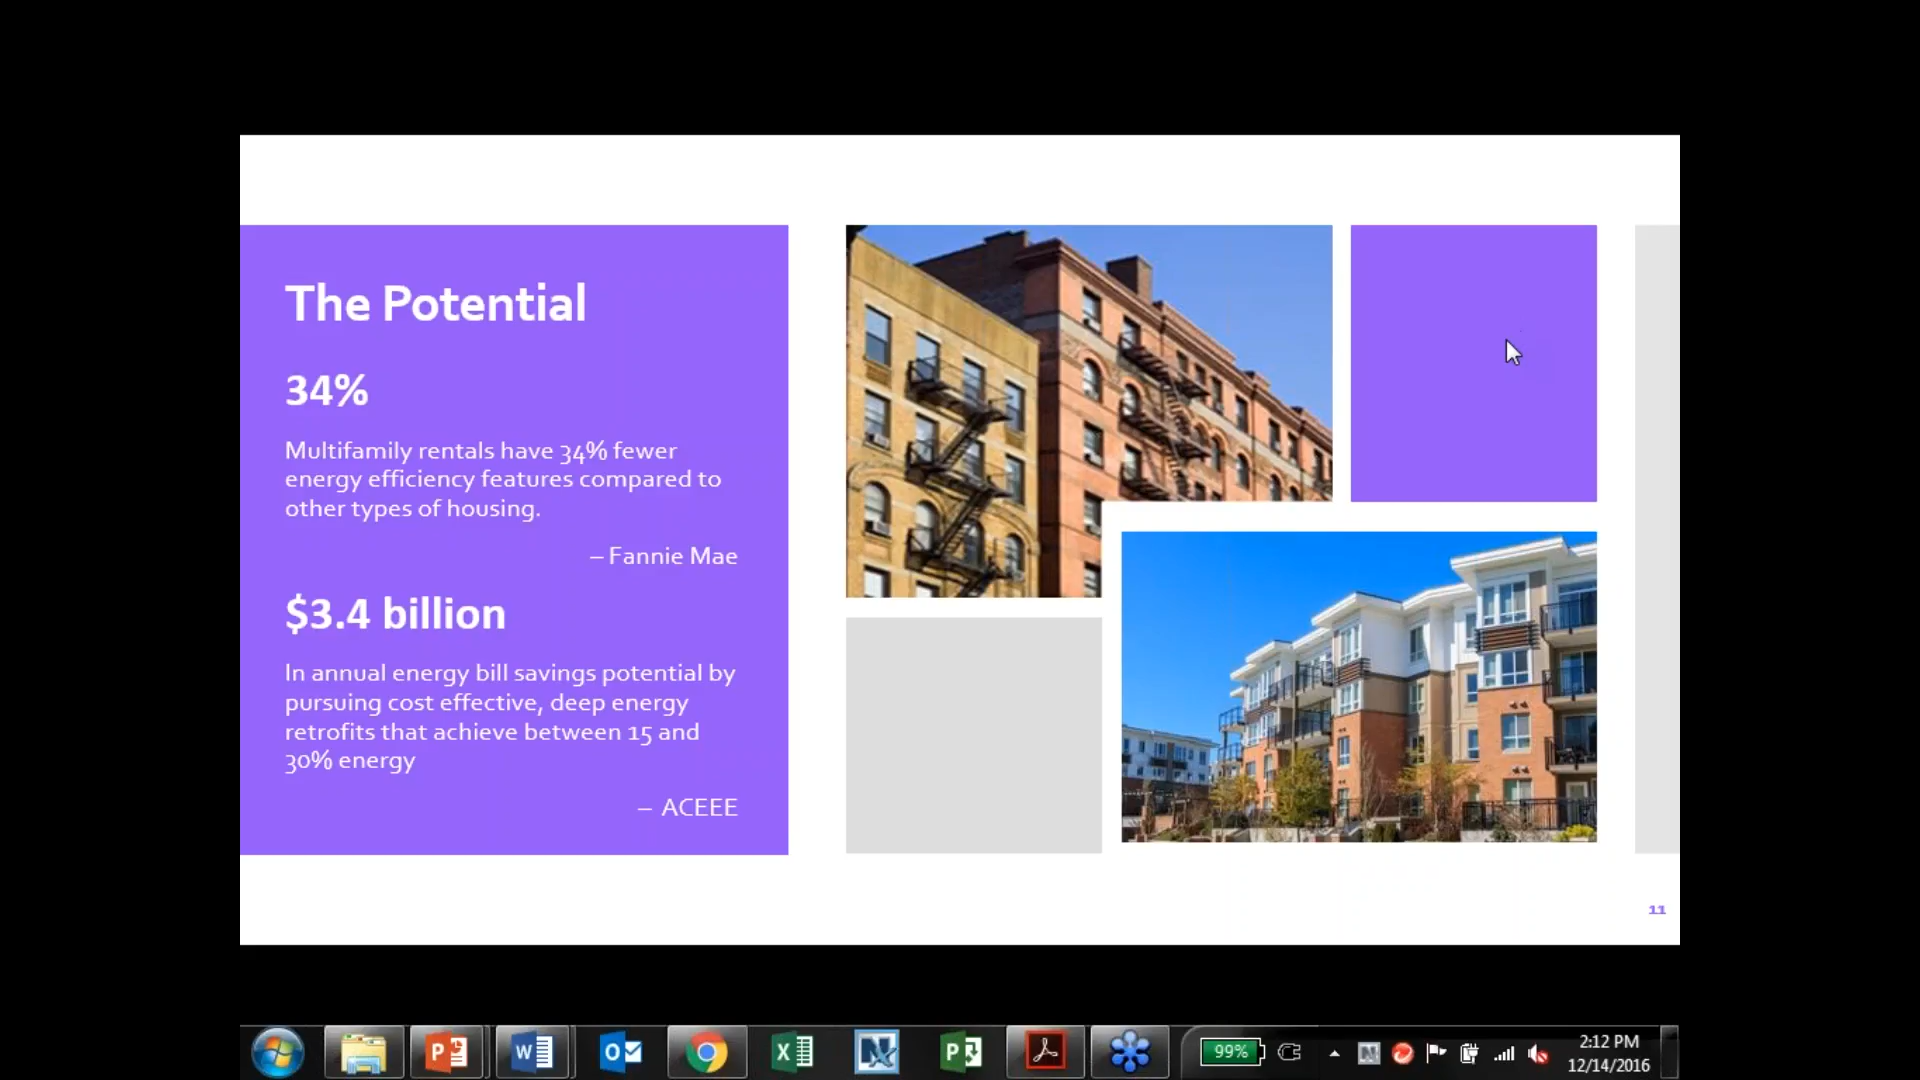 The Potential
34%
Multifamily rentals have 34% fewer
energy efficiency features compared to
other types of housing.
– Fannie Mae
$3.4 billion
In annual energy bill savings potential by
pursuing cost effective, deep energy
retrofits that achieve between 15 and
30% energy
– ACEEE
11
99%
2:12 PM
12/14/2016